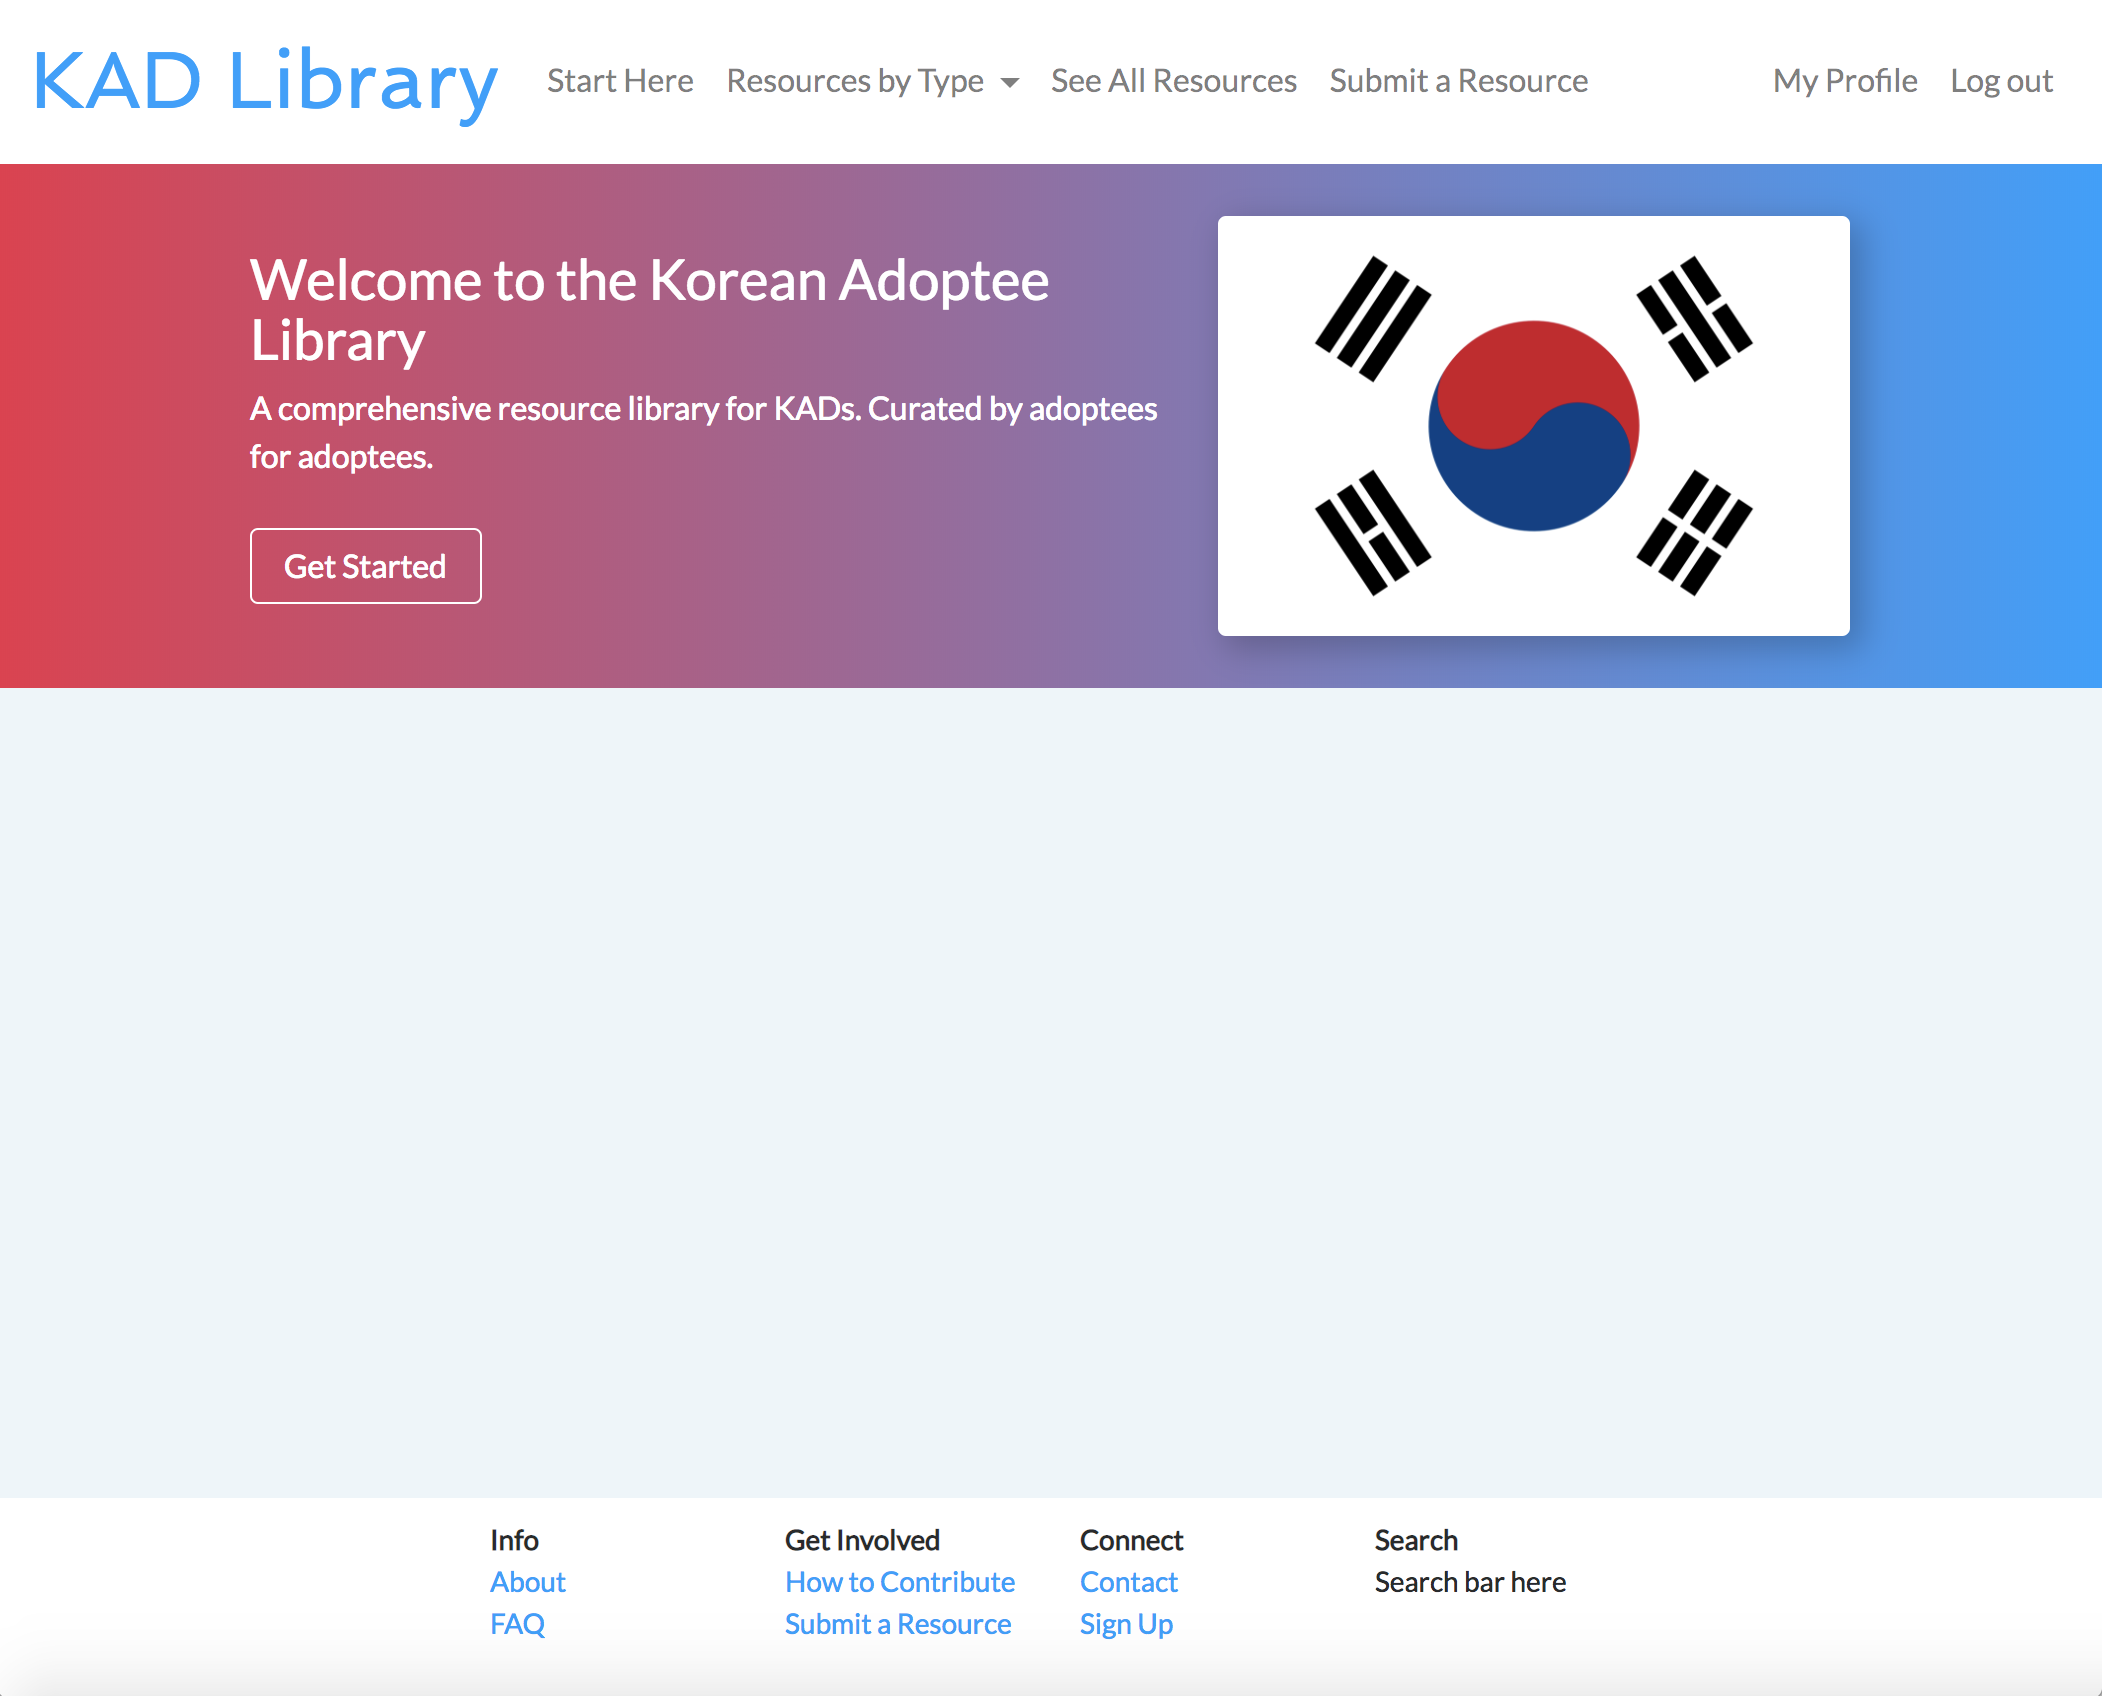 KAD Library
Start Here Resources by Type See All Resources Submit a Resource My Profile Log out
Welcome to the Korean Adoptee
Library
A comprehensive resource library for KADs. Curated by adoptees
for adoptees.
Get Started
Info
About
FAQ
Get Involved
How to Contribute
Submit a Resource
Connect
Contact
Sign Up
Search
Search bar here